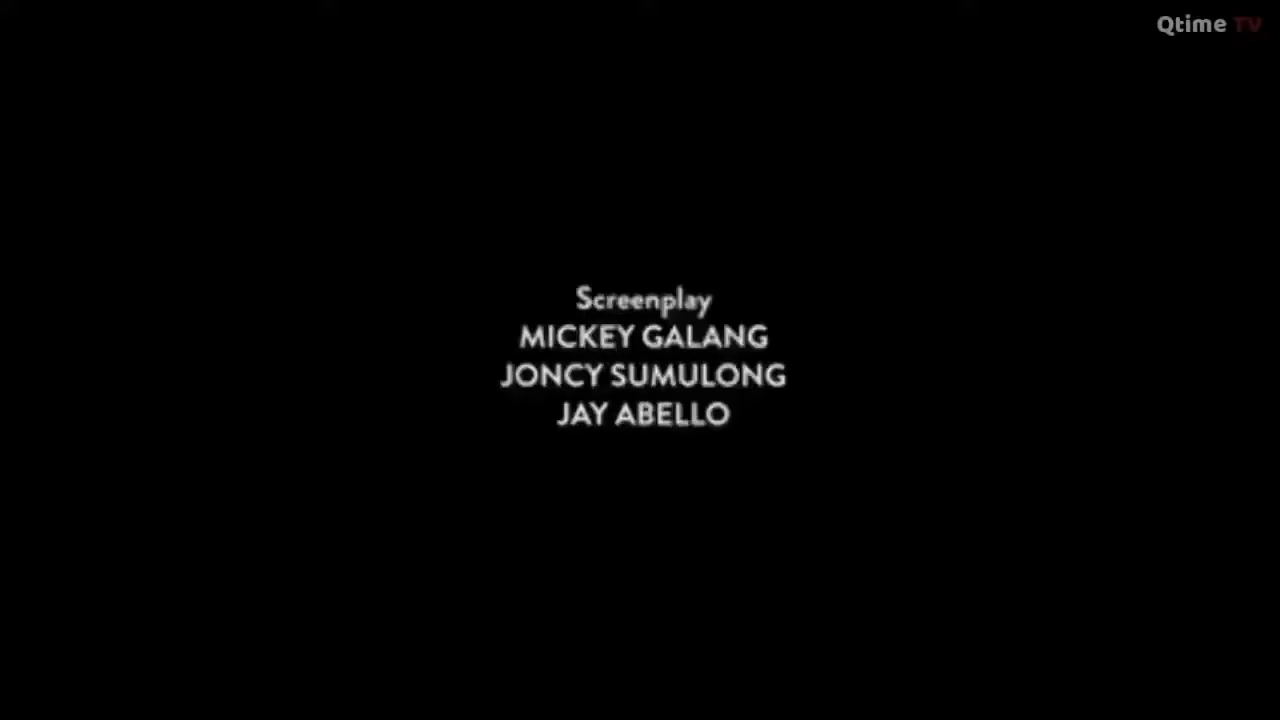 Qtime TV
Screenplay
MICKEY GALANG
JONCY SUMULONG
JAY ABELLO